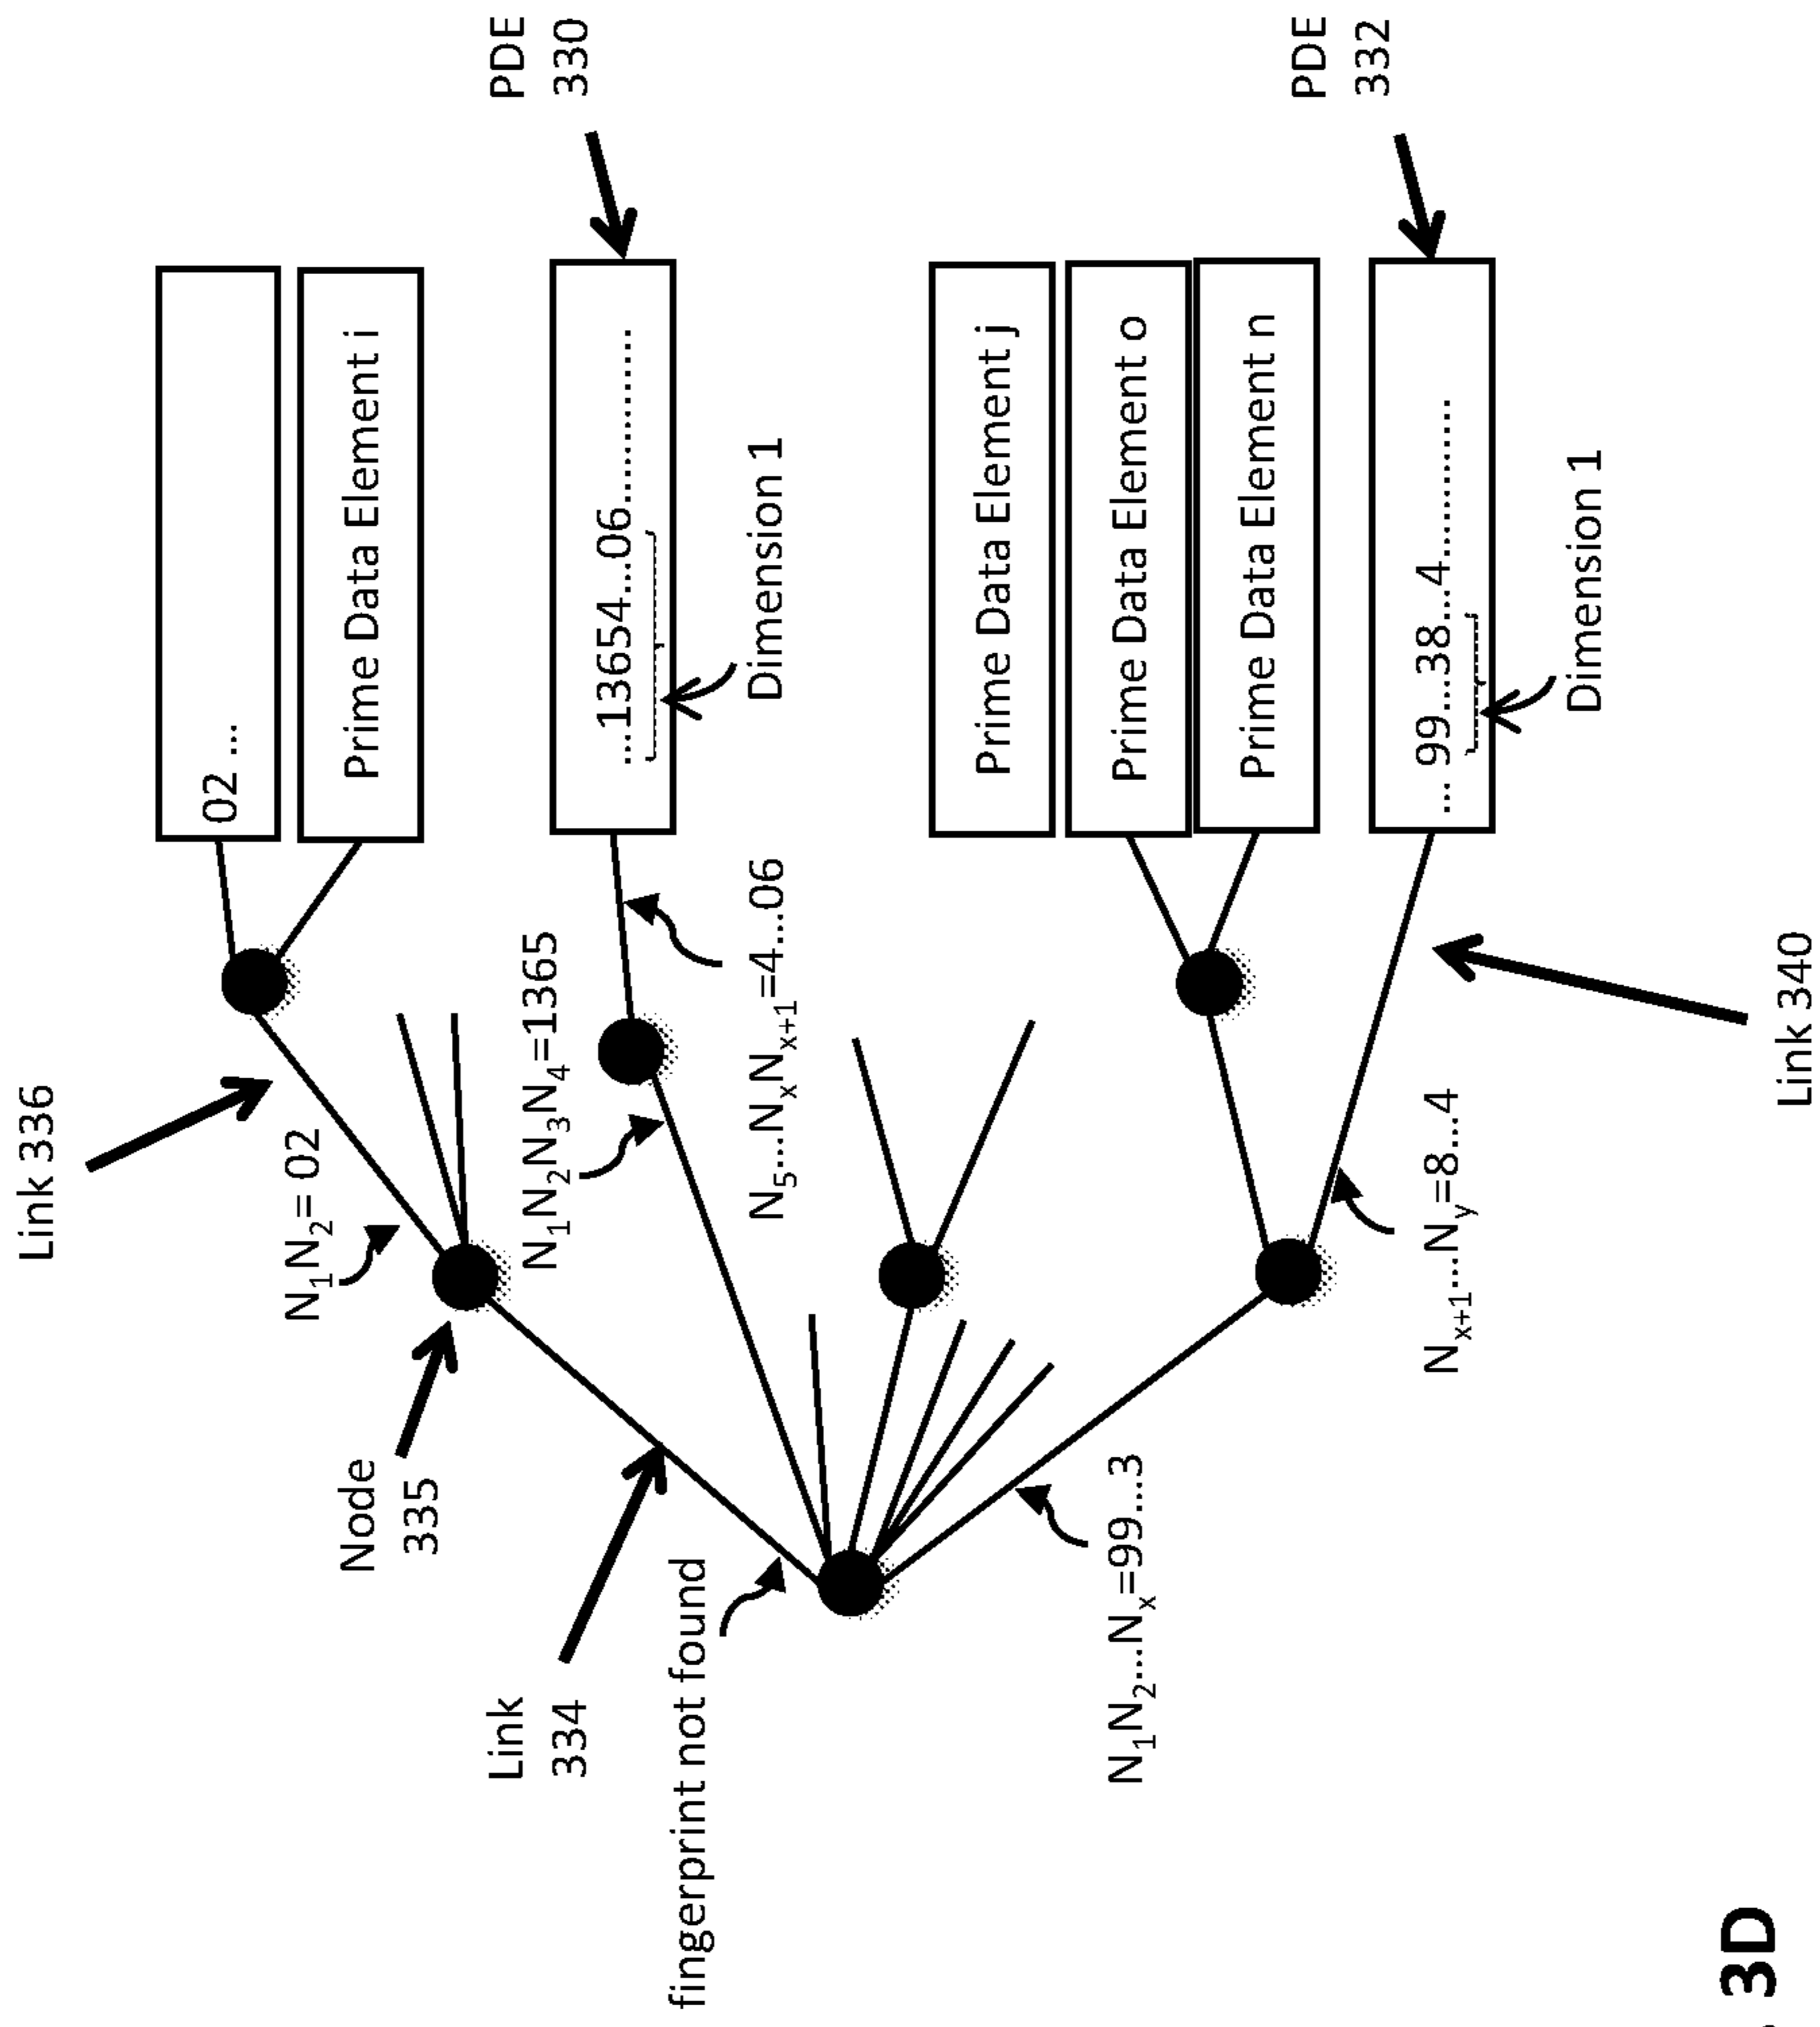 Link 336
02 ...
N₁N₂= 02
Node
335
Prime Data Element i
PDE
330
Link
334
N₁N₂N₃N₄=1365
...13654...06............
fingerprint not found
N₅...NₓNₓ₊₁=4...06
Dimension 1
Prime Data Element j
N₁N₂...Nₓ=99...3
Prime Data Element o
Prime Data Element n
PDE
332
... 99...38...4............
Nₓ₊₁...Nᵧ=8...4
Dimension 1
3D
Link 340